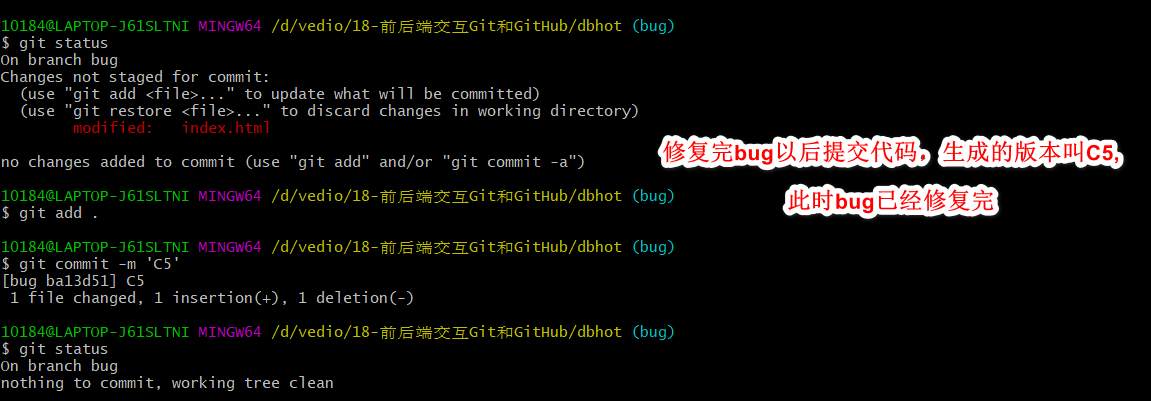 10184@LAPTOP-J61SLTNI MINGW64 /d/vedio/18-前后端交互Git和GitHub/dbhot (bug)
$ git status
On branch bug
Changes not staged for commit:
  (use "git add <file>..." to update what will be committed)
  (use "git restore <file>..." to discard changes in working directory)
        modified:   index.html
no changes added to commit (use "git add" and/or "git commit -a")
修复完bug以后提交代码，生成的版本叫C5,
此时bug已经修复完
10184@LAPTOP-J61SLTNI MINGW64 /d/vedio/18-前后端交互Git和GitHub/dbhot (bug)
$ git add .
10184@LAPTOP-J61SLTNI MINGW64 /d/vedio/18-前后端交互Git和GitHub/dbhot (bug)
$ git commit -m 'C5'
[bug ba13d51] C5
 1 file changed, 1 insertion(+), 1 deletion(-)
10184@LAPTOP-J61SLTNI MINGW64 /d/vedio/18-前后端交互Git和GitHub/dbhot (bug)
$ git status
On branch bug
nothing to commit, working tree clean